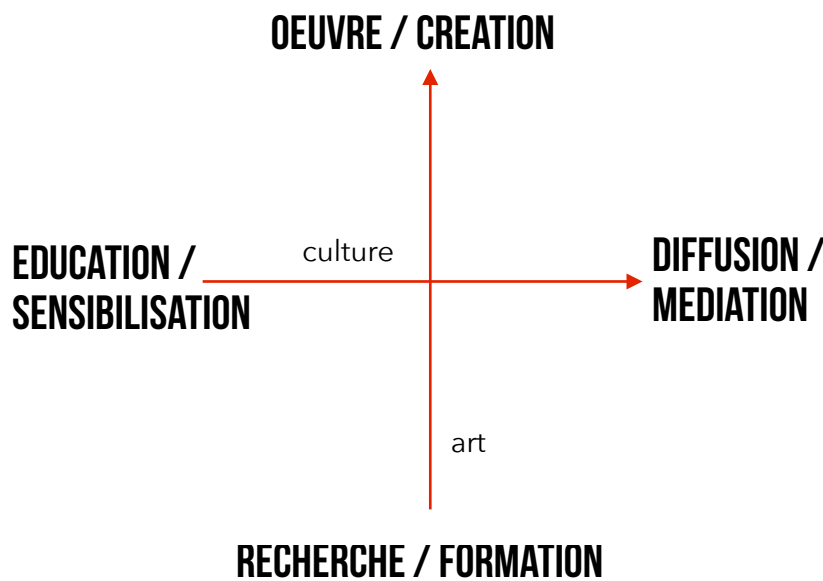 OEUVRE / CREATION
culture
EDUCATION /
SENSIBILISATION
DIFFUSION /
MEDIATION
art
RECHERCHE / FORMATION